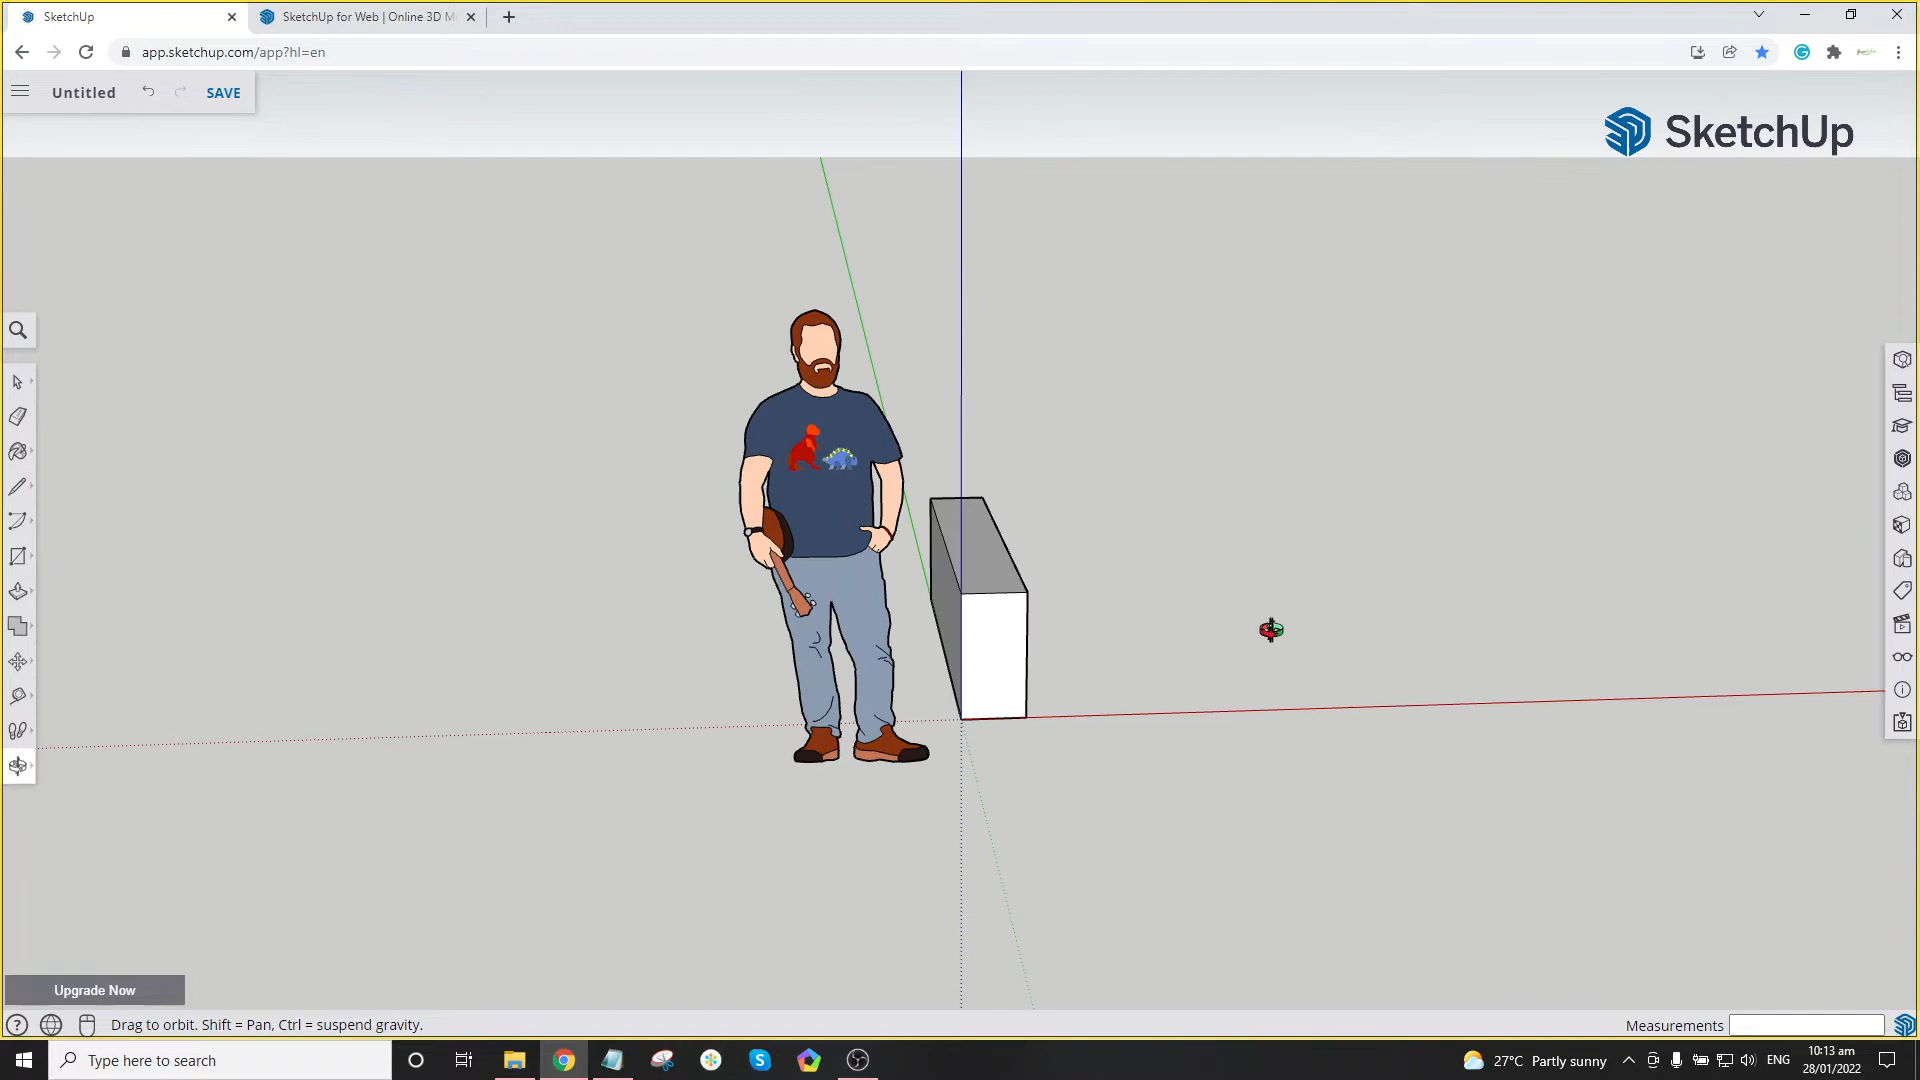 SketchUp
SketchUp for Web | Online 3D M
app.sketchup.com/app?hl=en
Untitled
SAVE
SketchUp
Upgrade Now
Drag to orbit. Shift = Pan, Ctrl = suspend gravity.
Measurements
Type here to search
27°C Partly sunny
ENG
10:13 am
28/01/2022